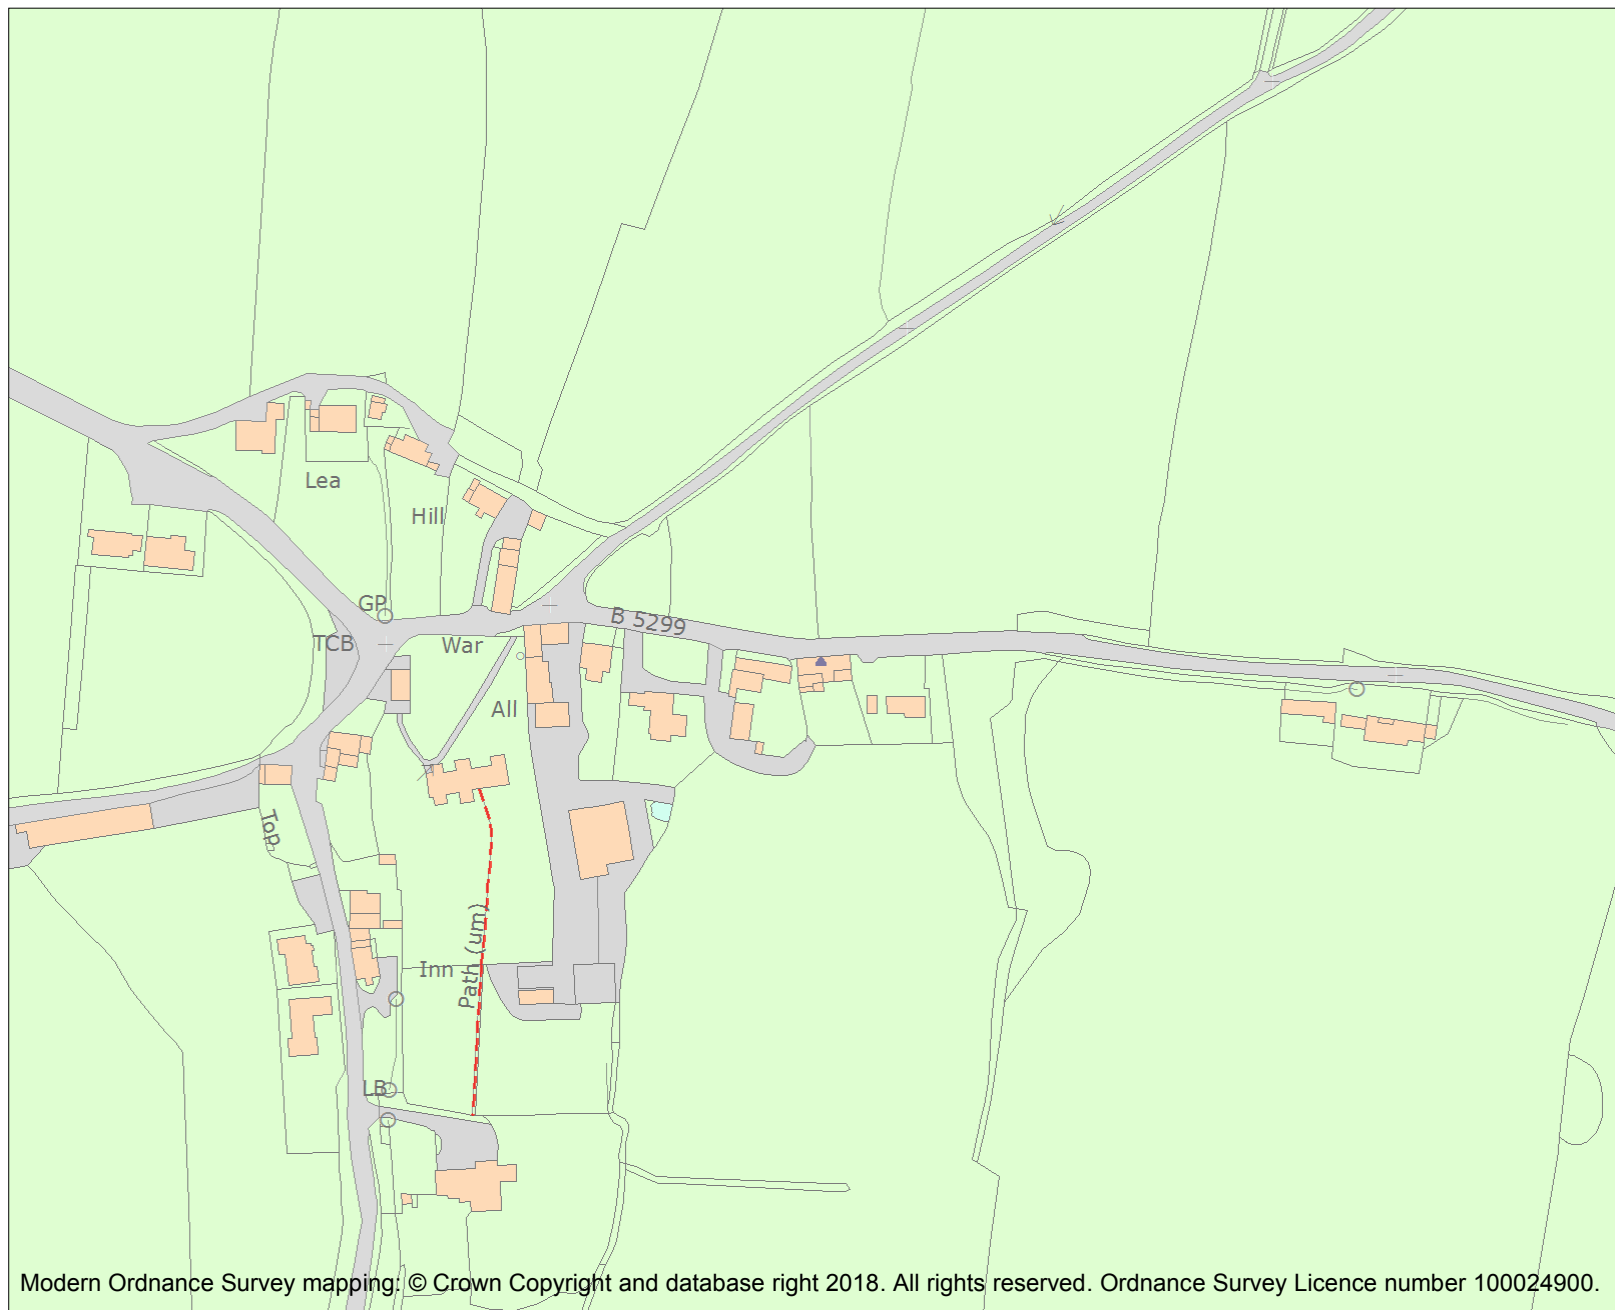 Lea
Hill
GP
TCB
War
B 5299
All
Top
Inn
Path (um)
LB
Modern Ordnance Survey mapping: © Crown Copyright and database right 2018. All rights reserved. Ordnance Survey Licence number 100024900.